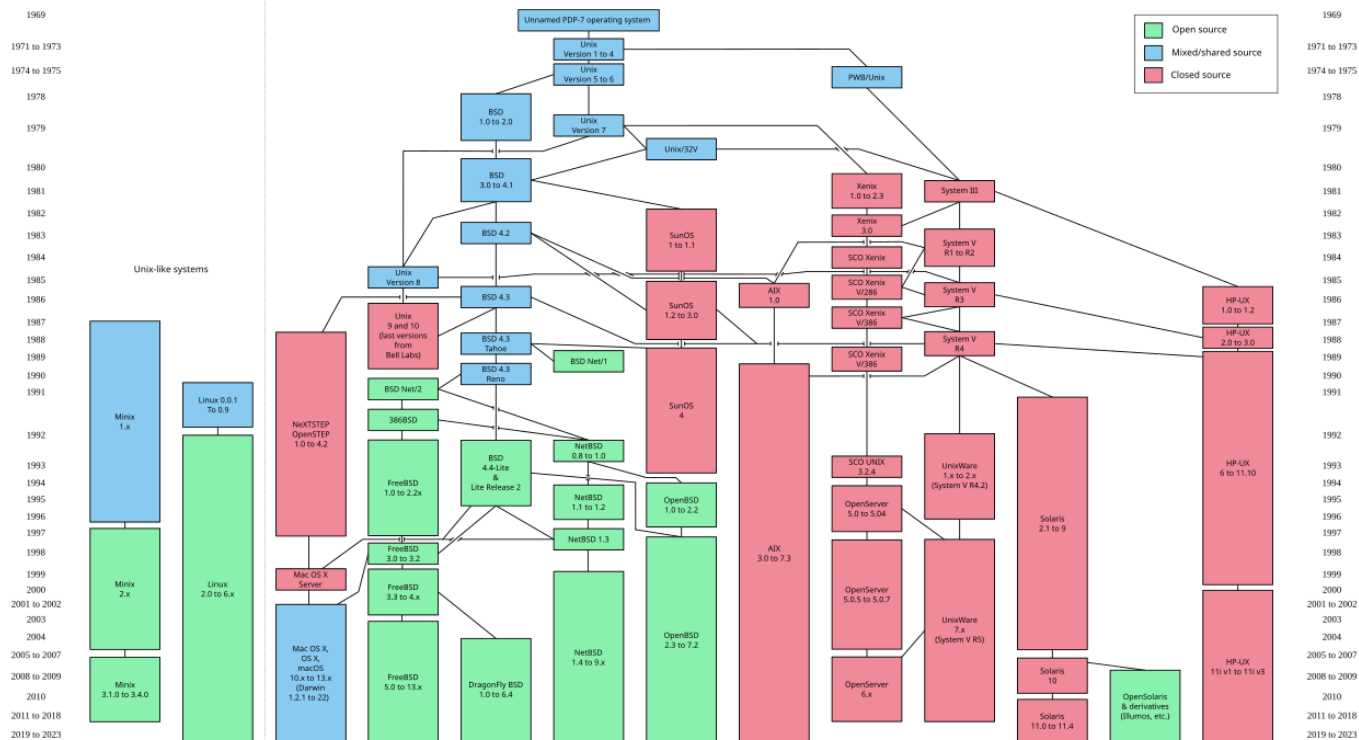 1969
1971 to 1973
1974 to 1975
1978
1979
1980
1981
1982
1983
1984
1985
1986
1987
1988
1989
1990
1991
1992
1993
1994
1995
1996
1997
1998
1999
2000
2001 to 2002
2003
2004
2005 to 2007
2008 to 2009
2010
2011 to 2018
2019 to 2023
Unix-like systems
Minix
1.x
Minix
2.x
Minix
3.1.0 to 3.4.0
Linux 0.0.1
To 0.9
Linux
2.0 to 6.x
NeXTSTEP
OpenSTEP
1.0 to 4.2
Mac OS X
Server
Mac OS X,
OS X,
macOS
10.x to 13.x
(Darwin
1.2.1 to 22)
Unix
Version 8
Unix
9 and 10
(last versions
from
Bell Labs)
BSD Net/2
386BSD
FreeBSD
1.0 to 2.2x
FreeBSD
3.0 to 3.2
FreeBSD
3.3 to 4.x
FreeBSD
5.0 to 13.x
BSD
1.0 to 2.0
BSD
3.0 to 4.1
BSD 4.2
BSD 4.3
BSD 4.3
Tahoe
BSD 4.3
Reno
BSD
4.4-Lite
&
Lite Release 2
DragonFly BSD
1.0 to 6.4
Unnamed PDP-7 operating system
Unix
Version 1 to 4
Unix
Version 5 to 6
Unix
Version 7
BSD Net/1
NetBSD
0.8 to 1.0
NetBSD
1.1 to 1.2
NetBSD 1.3
NetBSD
1.4 to 9.x
Unix/32V
SunOS
1 to 1.1
SunOS
1.2 to 3.0
SunOS
4
OpenBSD
1.0 to 2.2
OpenBSD
2.3 to 7.2
AIX
1.0
AIX
3.0 to 7.3
PWB/Unix
Xenix
1.0 to 2.3
Xenix
3.0
SCO Xenix
SCO Xenix
V/286
SCO Xenix
V/386
SCO Xenix
V/386
SCO UNIX
3.2.4
OpenServer
5.0 to 5.04
OpenServer
5.0.5 to 5.0.7
OpenServer
6.x
System III
System V
R1 to R2
System V
R3
System V
R4
UnixWare
1.x to 2.x
(System V R4.2)
UnixWare
7.x
(System V R5)
Solaris
2.1 to 9
Solaris
10
Solaris
11.0 to 11.4
OpenSolaris
& derivatives
(Illumos, etc.)
HP-UX
1.0 to 1.2
HP-UX
2.0 to 3.0
HP-UX
6 to 11.10
HP-UX
11i v1 to 11i v3
Open source
Mixed/shared source
Closed source
1969
1971 to 1973
1974 to 1975
1978
1979
1980
1981
1982
1983
1984
1985
1986
1987
1988
1989
1990
1991
1992
1993
1994
1995
1996
1997
1998
1999
2000
2001 to 2002
2003
2004
2005 to 2007
2008 to 2009
2010
2011 to 2018
2019 to 2023